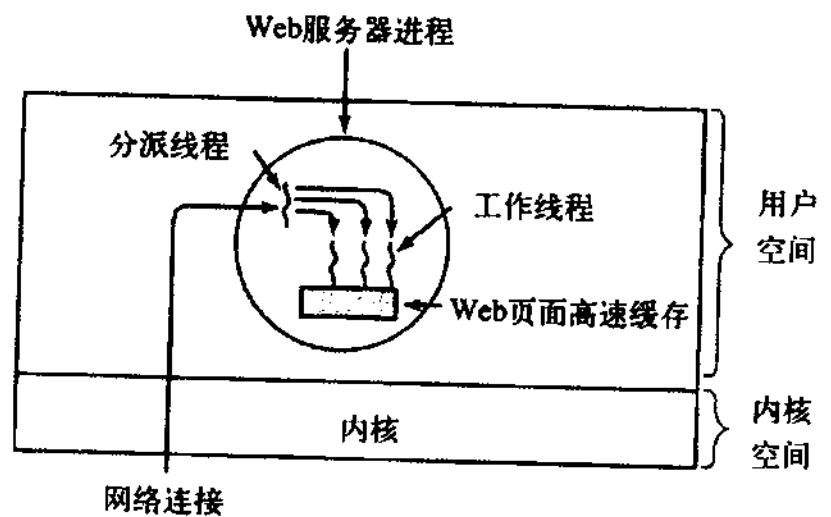 Web服务器进程
分派线程
工作线程
用户
空间
Web页面高速缓存
内核
内核
空间
网络连接